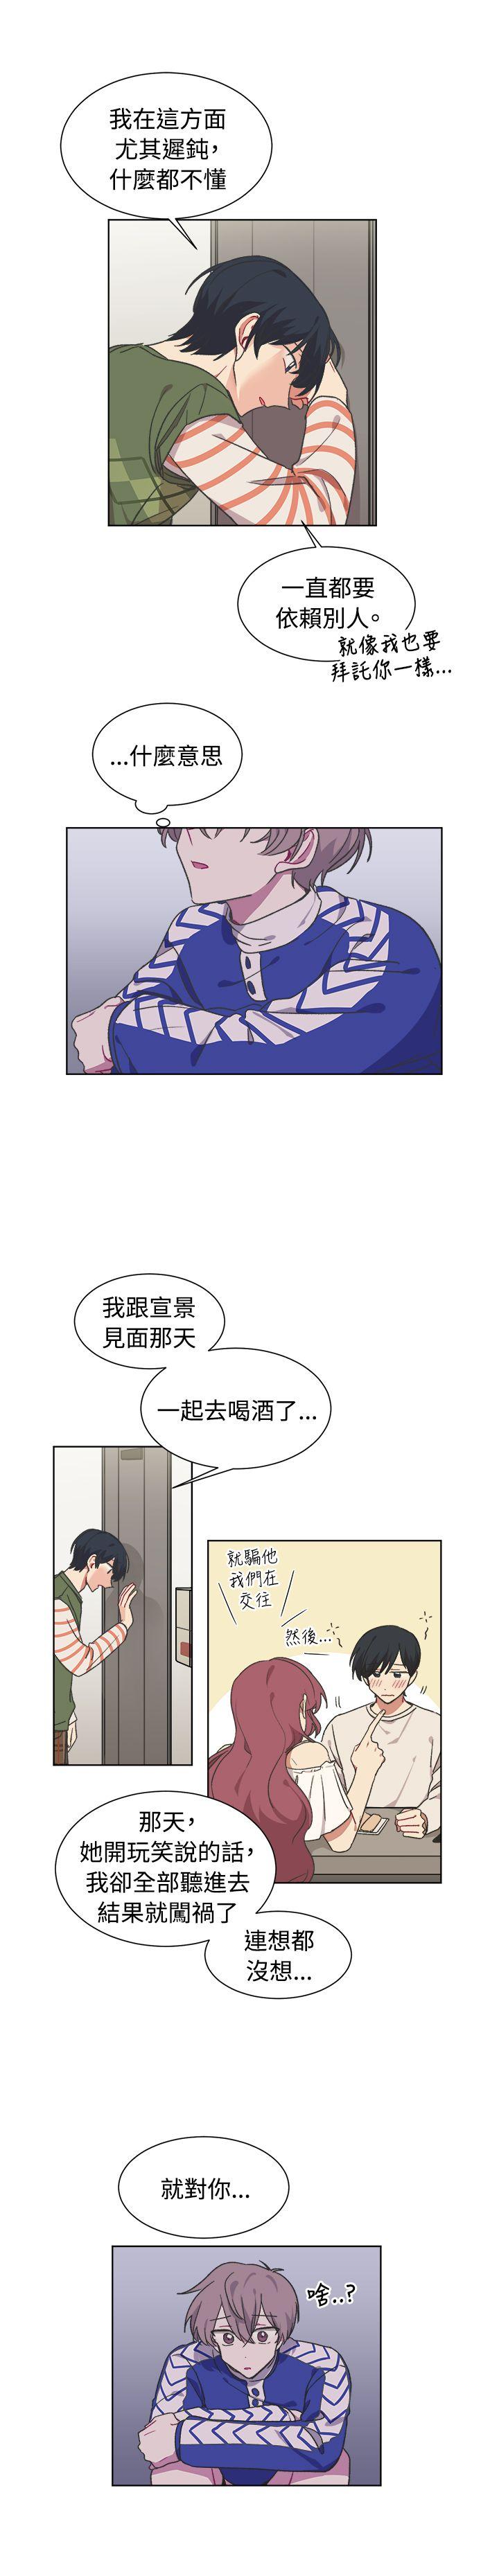 我在這方面
尤其遲鈍,
什麼都不懂
一直都要
依賴別人。
就像我也要
拜託你一樣...
...什麼意思
我跟宣景
見面那天
一起去喝酒了...
就騙他
我們在
交往
然後...
那天,
她開玩笑說的話,
我卻全部聽進去
結果就闖禍了
連想都
沒想...
就對你...
啥..?